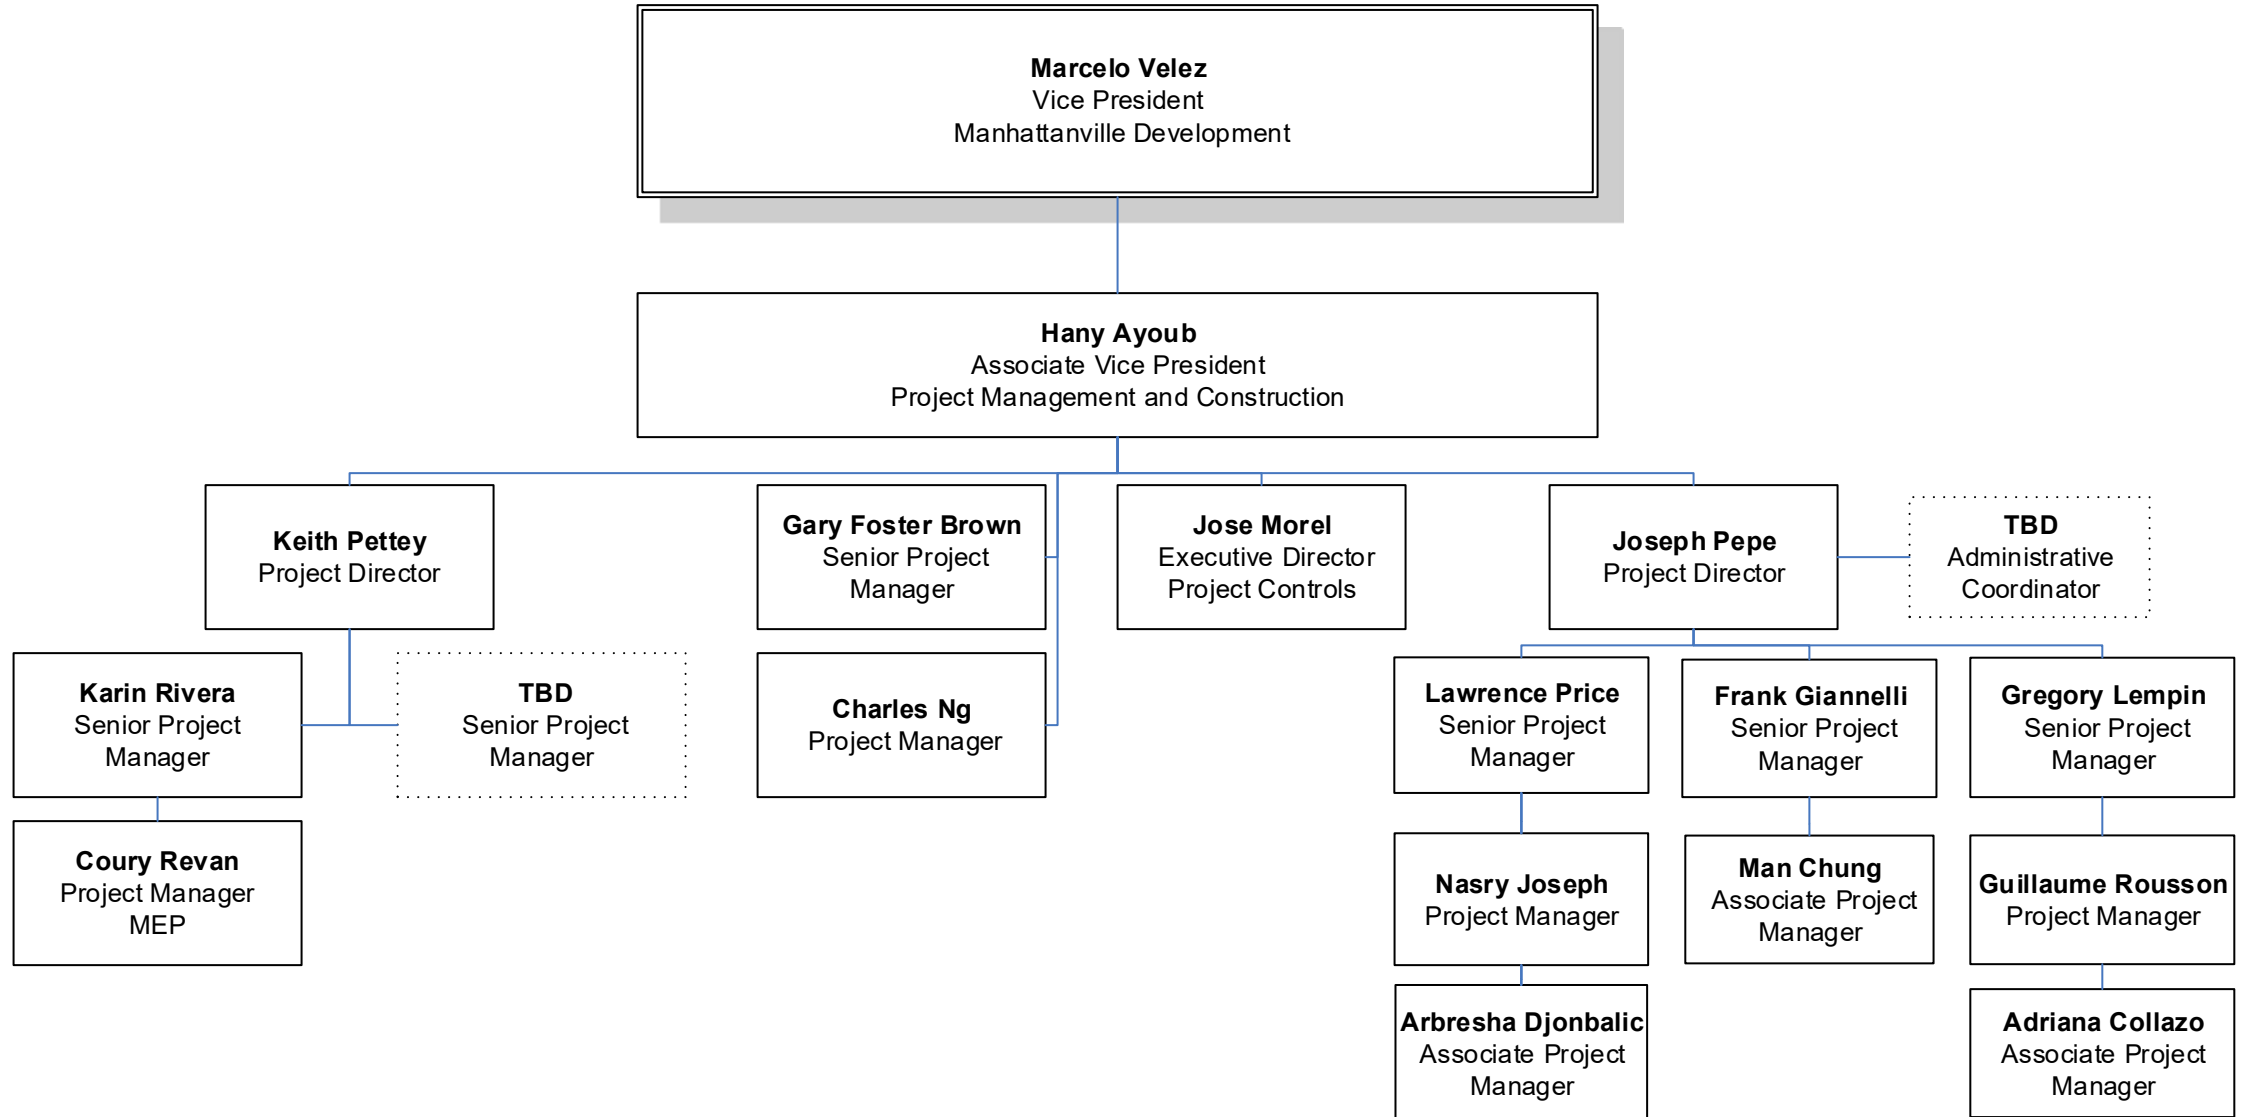 Marcelo Velez
Vice President
Manhattanville Development
Hany Ayoub
Associate Vice President
Project Management and Construction
Keith Pettey
Project Director
Gary Foster Brown
Senior Project
Manager
Jose Morel
Executive Director
Project Controls
Joseph Pepe
Project Director
TBD
Administrative
Coordinator
Karin Rivera
Senior Project
Manager
TBD
Senior Project
Manager
Charles Ng
Project Manager
Lawrence Price
Senior Project
Manager
Frank Giannelli
Senior Project
Manager
Gregory Lempin
Senior Project
Manager
Coury Revan
Project Manager
MEP
Nasry Joseph
Project Manager
Man Chung
Associate Project
Manager
Guillaume Rousson
Project Manager
Arbresha Djonbalic
Associate Project
Manager
Adriana Collazo
Associate Project
Manager